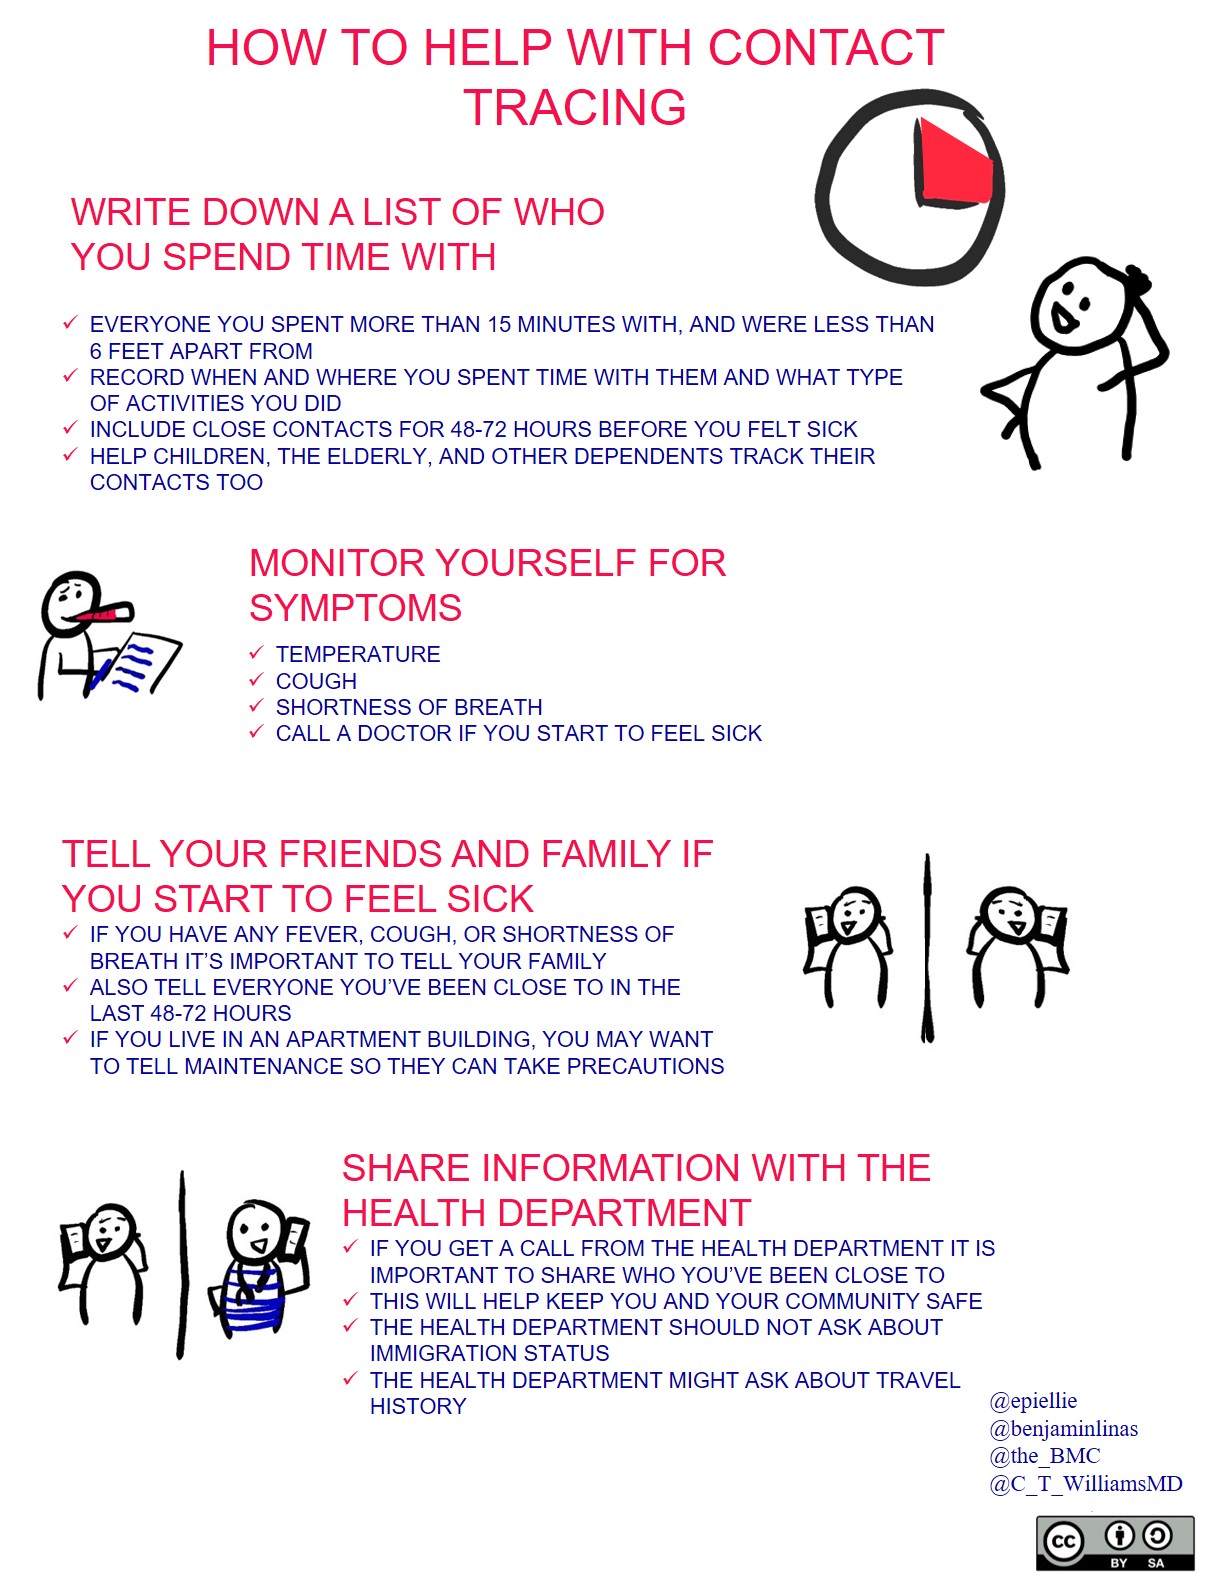 HOW TO HELP WITH CONTACT
TRACING
WRITE DOWN A LIST OF WHO
YOU SPEND TIME WITH
✓ EVERYONE YOU SPENT MORE THAN 15 MINUTES WITH, AND WERE LESS THAN
6 FEET APART FROM
✓ RECORD WHEN AND WHERE YOU SPENT TIME WITH THEM AND WHAT TYPE
OF ACTIVITIES YOU DID
✓ INCLUDE CLOSE CONTACTS FOR 48-72 HOURS BEFORE YOU FELT SICK
✓ HELP CHILDREN, THE ELDERLY, AND OTHER DEPENDENTS TRACK THEIR
CONTACTS TOO
MONITOR YOURSELF FOR
SYMPTOMS
✓ TEMPERATURE
✓ COUGH
✓ SHORTNESS OF BREATH
✓ CALL A DOCTOR IF YOU START TO FEEL SICK
TELL YOUR FRIENDS AND FAMILY IF
YOU START TO FEEL SICK
✓ IF YOU HAVE ANY FEVER, COUGH, OR SHORTNESS OF
BREATH IT'S IMPORTANT TO TELL YOUR FAMILY
✓ ALSO TELL EVERYONE YOU'VE BEEN CLOSE TO IN THE
LAST 48-72 HOURS
✓ IF YOU LIVE IN AN APARTMENT BUILDING, YOU MAY WANT
TO TELL MAINTENANCE SO THEY CAN TAKE PRECAUTIONS
SHARE INFORMATION WITH THE
HEALTH DEPARTMENT
✓ IF YOU GET A CALL FROM THE HEALTH DEPARTMENT IT IS
IMPORTANT TO SHARE WHO YOU'VE BEEN CLOSE TO
✓ THIS WILL HELP KEEP YOU AND YOUR COMMUNITY SAFE
✓ THE HEALTH DEPARTMENT SHOULD NOT ASK ABOUT
IMMIGRATION STATUS
✓ THE HEALTH DEPARTMENT MIGHT ASK ABOUT TRAVEL
HISTORY
@epiellie
@benjaminlinas
@the_BMC
@C_T_WilliamsMD
cc
BY SA